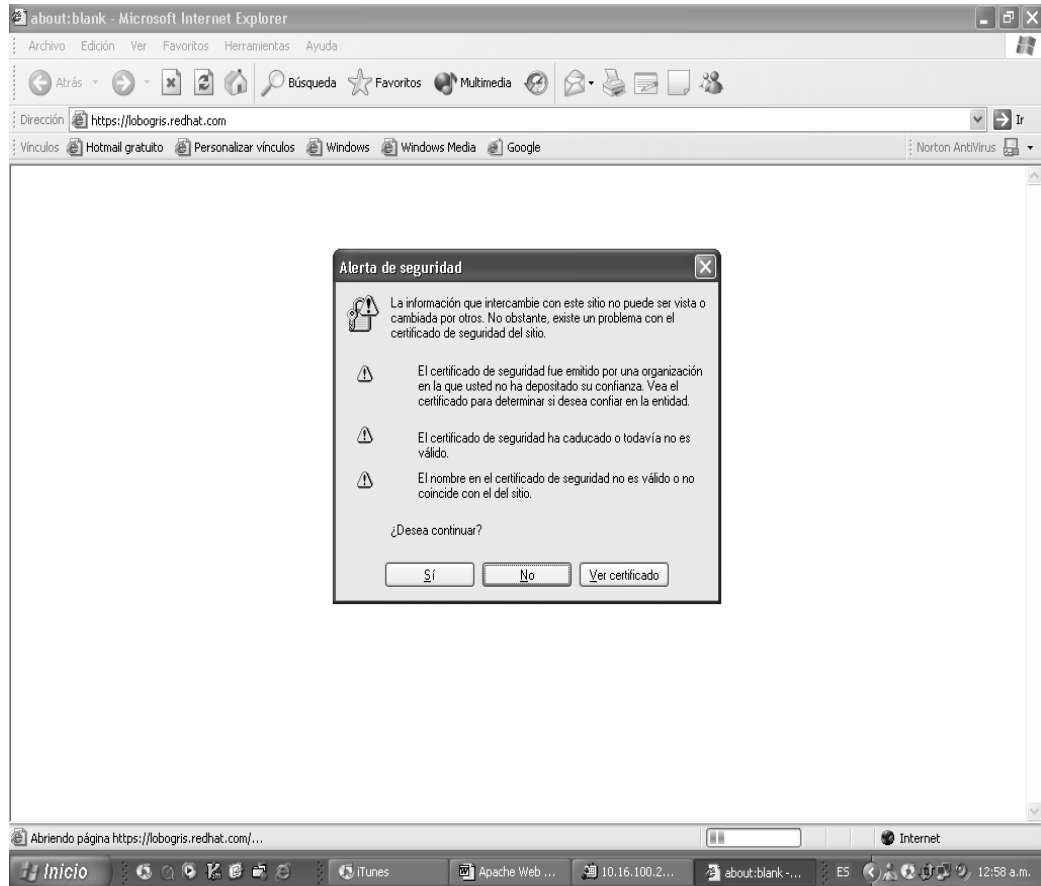 about:blank - Microsoft Internet Explorer
Archivo Edición Ver Favoritos Herramientas Ayuda
Atrás Búsqueda Favoritos Multimedia
Dirección https://lobogris.redhat.com Ir
Vínculos Hotmail gratuito Personalizar vínculos Windows Windows Media Google Norton AntiVirus
Alerta de seguridad
La información que intercambie con este sitio no puede ser vista o
cambiada por otros. No obstante, existe un problema con el
certificado de seguridad del sitio.
El certificado de seguridad fue emitido por una organización
en la que usted no ha depositado su confianza. Vea el
certificado para determinar si desea confiar en la entidad.
El certificado de seguridad ha caducado o todavía no es
válido.
El nombre en el certificado de seguridad no es válido o no
coincide con el del sitio.
¿Desea continuar?
Sí No Ver certificado
Abriendo página https://lobogris.redhat.com/... Internet
Inicio iTunes Apache Web ... 10.16.100.2... about:blank -... ES 12:58 a.m.